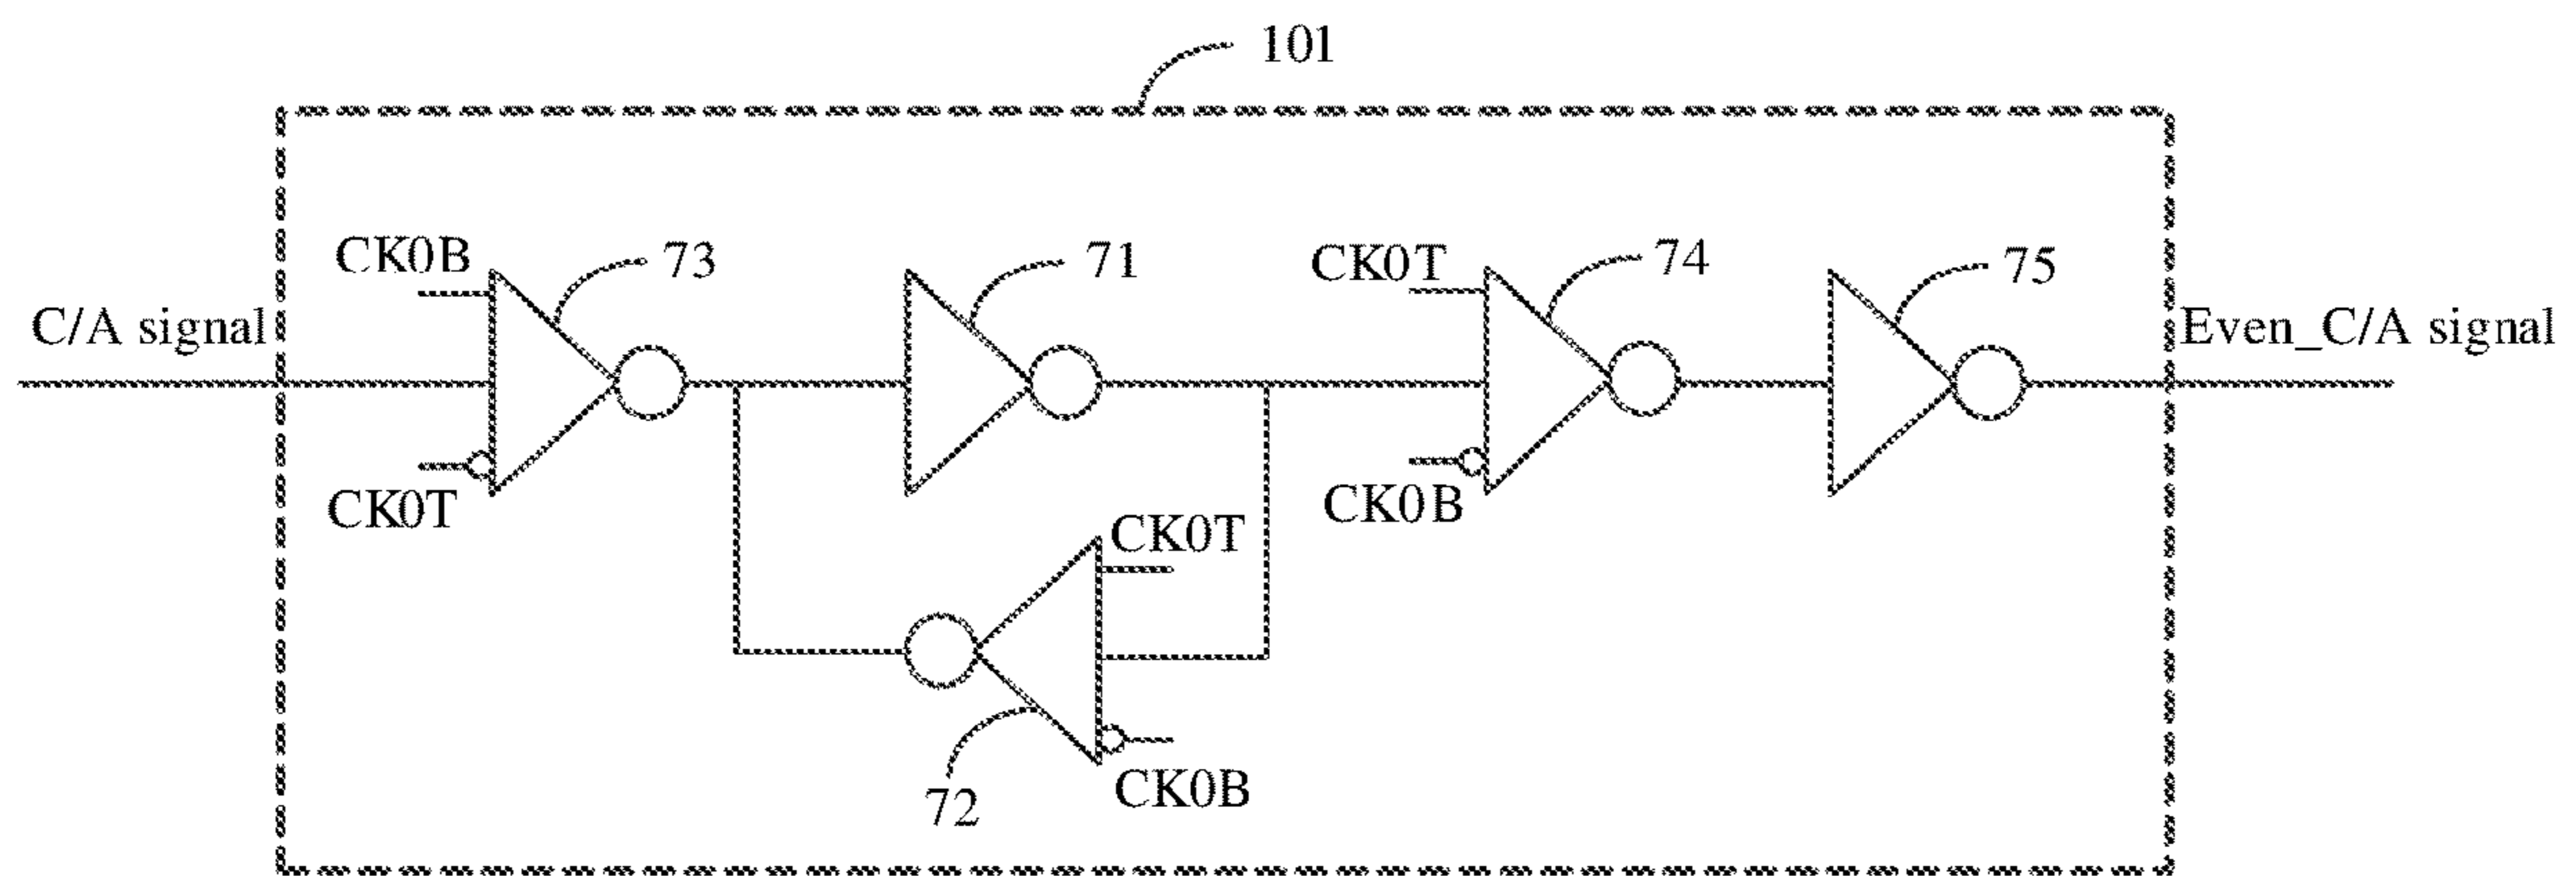 101
CK0B
73
71
CK0T
74
75
C/A signal
Even_C/A signal
CK0T
CK0T
CK0B
72
CK0B